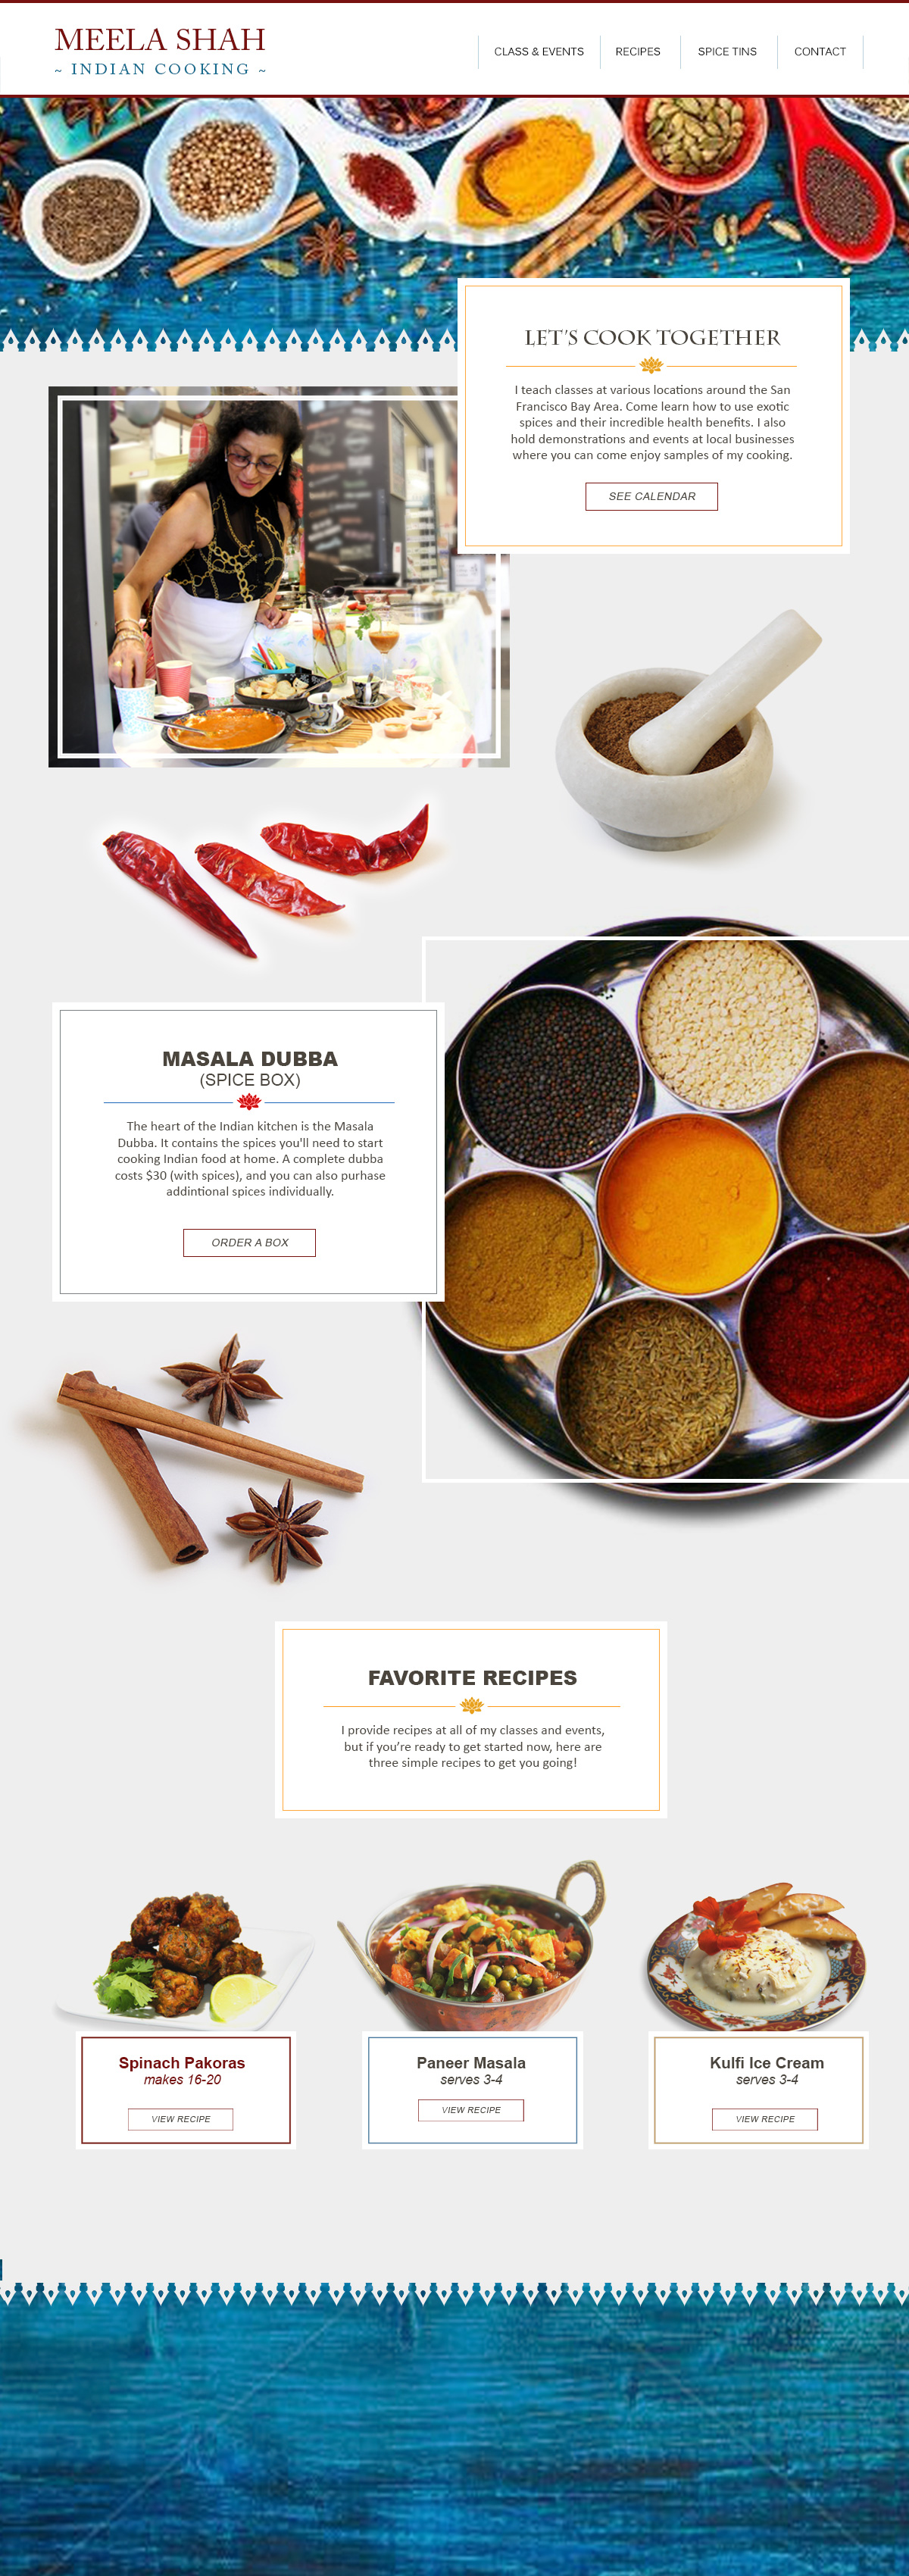 MEELA SHAH
~ INDIAN COOKING ~
CLASS & EVENTS
RECIPES
SPICE TINS
CONTACT
LET'S COOK TOGETHER
I teach classes at various locations around the San
Francisco Bay Area. Come learn how to use exotic
spices and their incredible health benefits. I also
hold demonstrations and events at local businesses
where you can come enjoy samples of my cooking.
SEE CALENDAR
MASALA DUBBA
(SPICE BOX)
The heart of the Indian kitchen is the Masala
Dubba. It contains the spices you'll need to start
cooking Indian food at home. A complete dubba
costs $30 (with spices), and you can also purhase
addintional spices individually.
ORDER A BOX
FAVORITE RECIPES
I provide recipes at all of my classes and events,
but if you’re ready to get started now, here are
three simple recipes to get you going!
Spinach Pakoras
makes 16-20
VIEW RECIPE
Paneer Masala
serves 3-4
VIEW RECIPE
Kulfi Ice Cream
serves 3-4
VIEW RECIPE